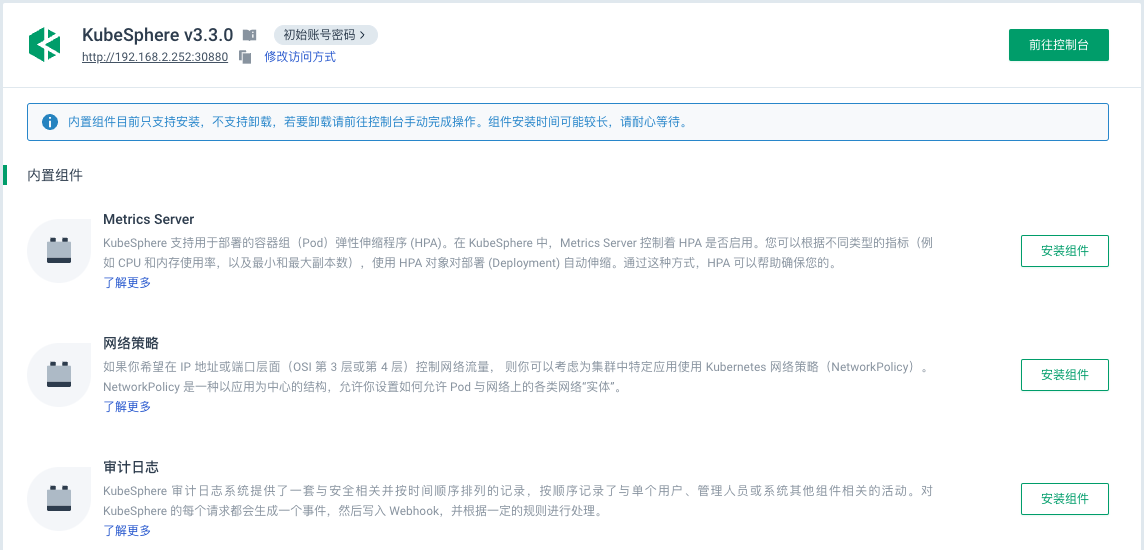 KubeSphere v3.3.0 初始账号密码 >
前往控制台
http://192.168.2.252:30880 修改访问方式
内置组件目前只支持安装，不支持卸载，若要卸载请前往控制台手动完成操作。组件安装时间可能较长，请耐心等待。
内置组件
Metrics Server
KubeSphere 支持用于部署的容器组（Pod）弹性伸缩程序 (HPA)。在 KubeSphere 中，Metrics Server 控制着 HPA 是否启用。您可以根据不同类型的指标（例
如 CPU 和内存使用率，以及最小和最大副本数），使用 HPA 对象对部署 (Deployment) 自动伸缩。通过这种方式，HPA 可以帮助确保您的。
了解更多
安装组件
网络策略
如果你希望在 IP 地址或端口层面（OSI 第 3 层或第 4 层）控制网络流量， 则你可以考虑为集群中特定应用使用 Kubernetes 网络策略（NetworkPolicy）。
NetworkPolicy 是一种以应用为中心的结构，允许你设置如何允许 Pod 与网络上的各类网络“实体”。
了解更多
安装组件
审计日志
KubeSphere 审计日志系统提供了一套与安全相关并按时间顺序排列的记录，按顺序记录了与单个用户、管理人员或系统其他组件相关的活动。对
KubeSphere 的每个请求都会生成一个事件，然后写入 Webhook，并根据一定的规则进行处理。
了解更多
安装组件